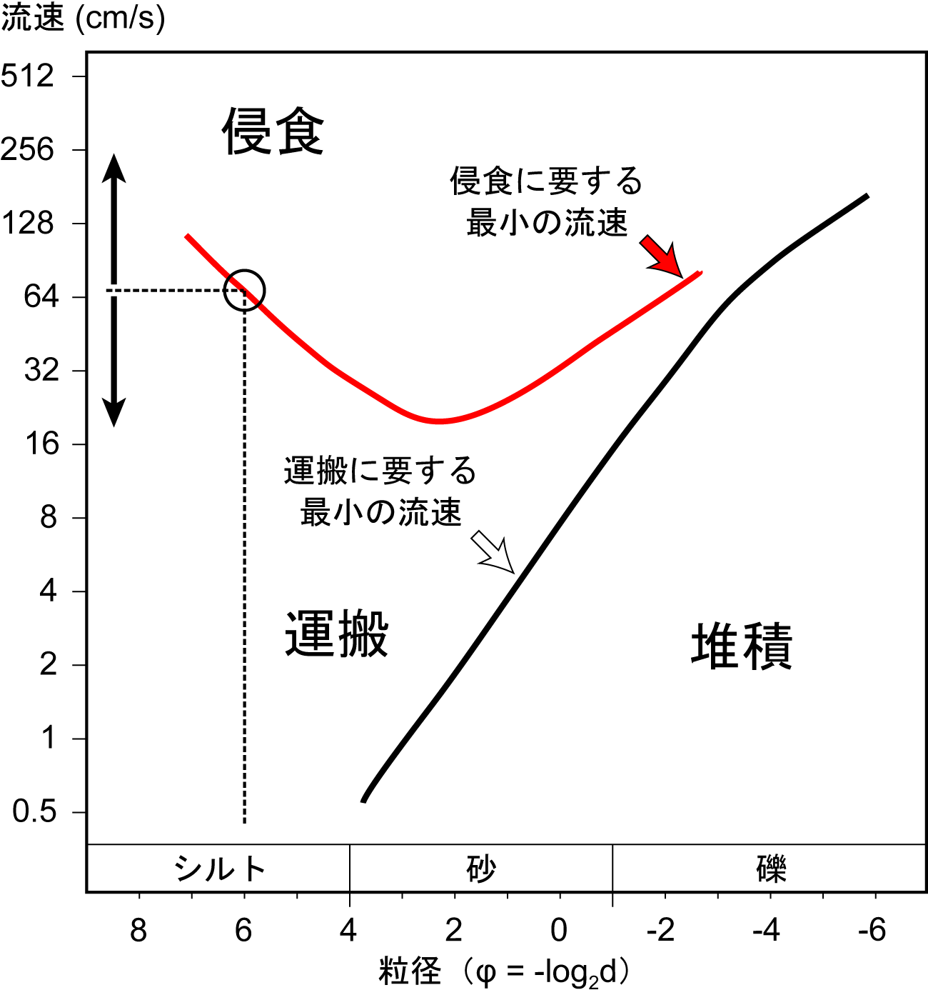 流速 (cm/s)
512
256
128
64
32
16
8
4
2
1
0.5
侵食
侵食に要する
最小の流速
運搬に要する
最小の流速
運搬
堆積
シルト
砂
礫
8
6
4
2
0
-2
-4
-6
粒径（φ = -log₂d）